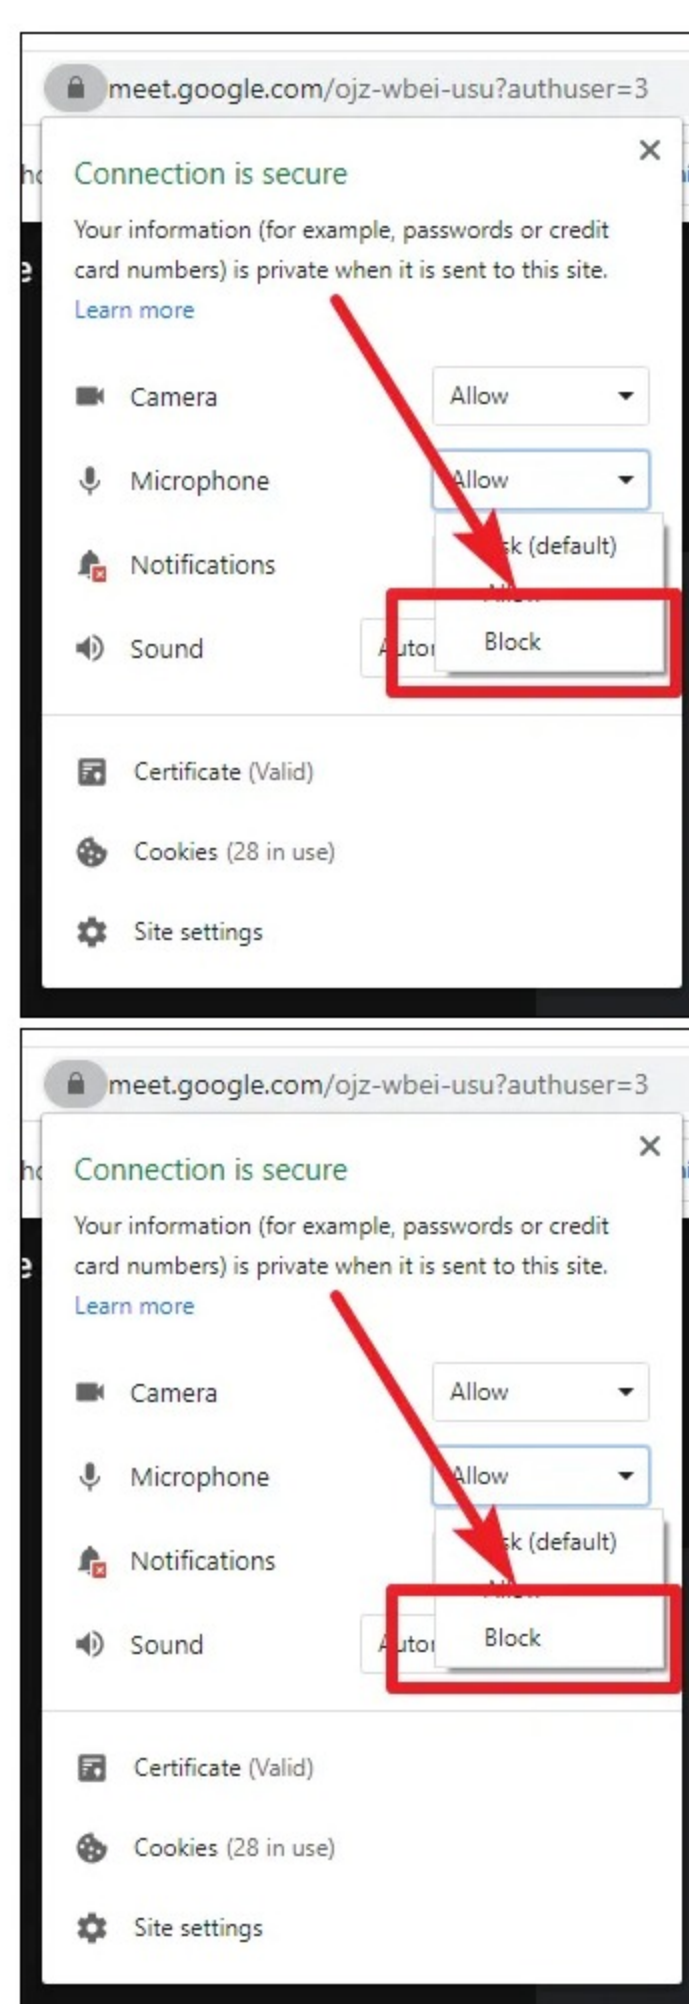 meet.google.com/ojz-wbei-usu?authuser=3
Connection is secure
Your information (for example, passwords or credit
card numbers) is private when it is sent to this site.
Learn more
Camera Allow
Microphone Allow
sk (default)
Notifications
Sound Block
Certificate (Valid)
Cookies (28 in use)
Site settings
meet.google.com/ojz-wbei-usu?authuser=3
Connection is secure
Your information (for example, passwords or credit
card numbers) is private when it is sent to this site.
Learn more
Camera Allow
Microphone Allow
sk (default)
Notifications
Sound Block
Certificate (Valid)
Cookies (28 in use)
Site settings